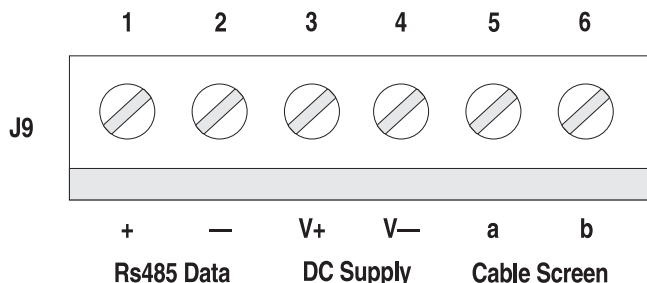 1 2 3 4 5 6
J9
+ — V+ V— a b
Rs485 Data DC Supply Cable Screen